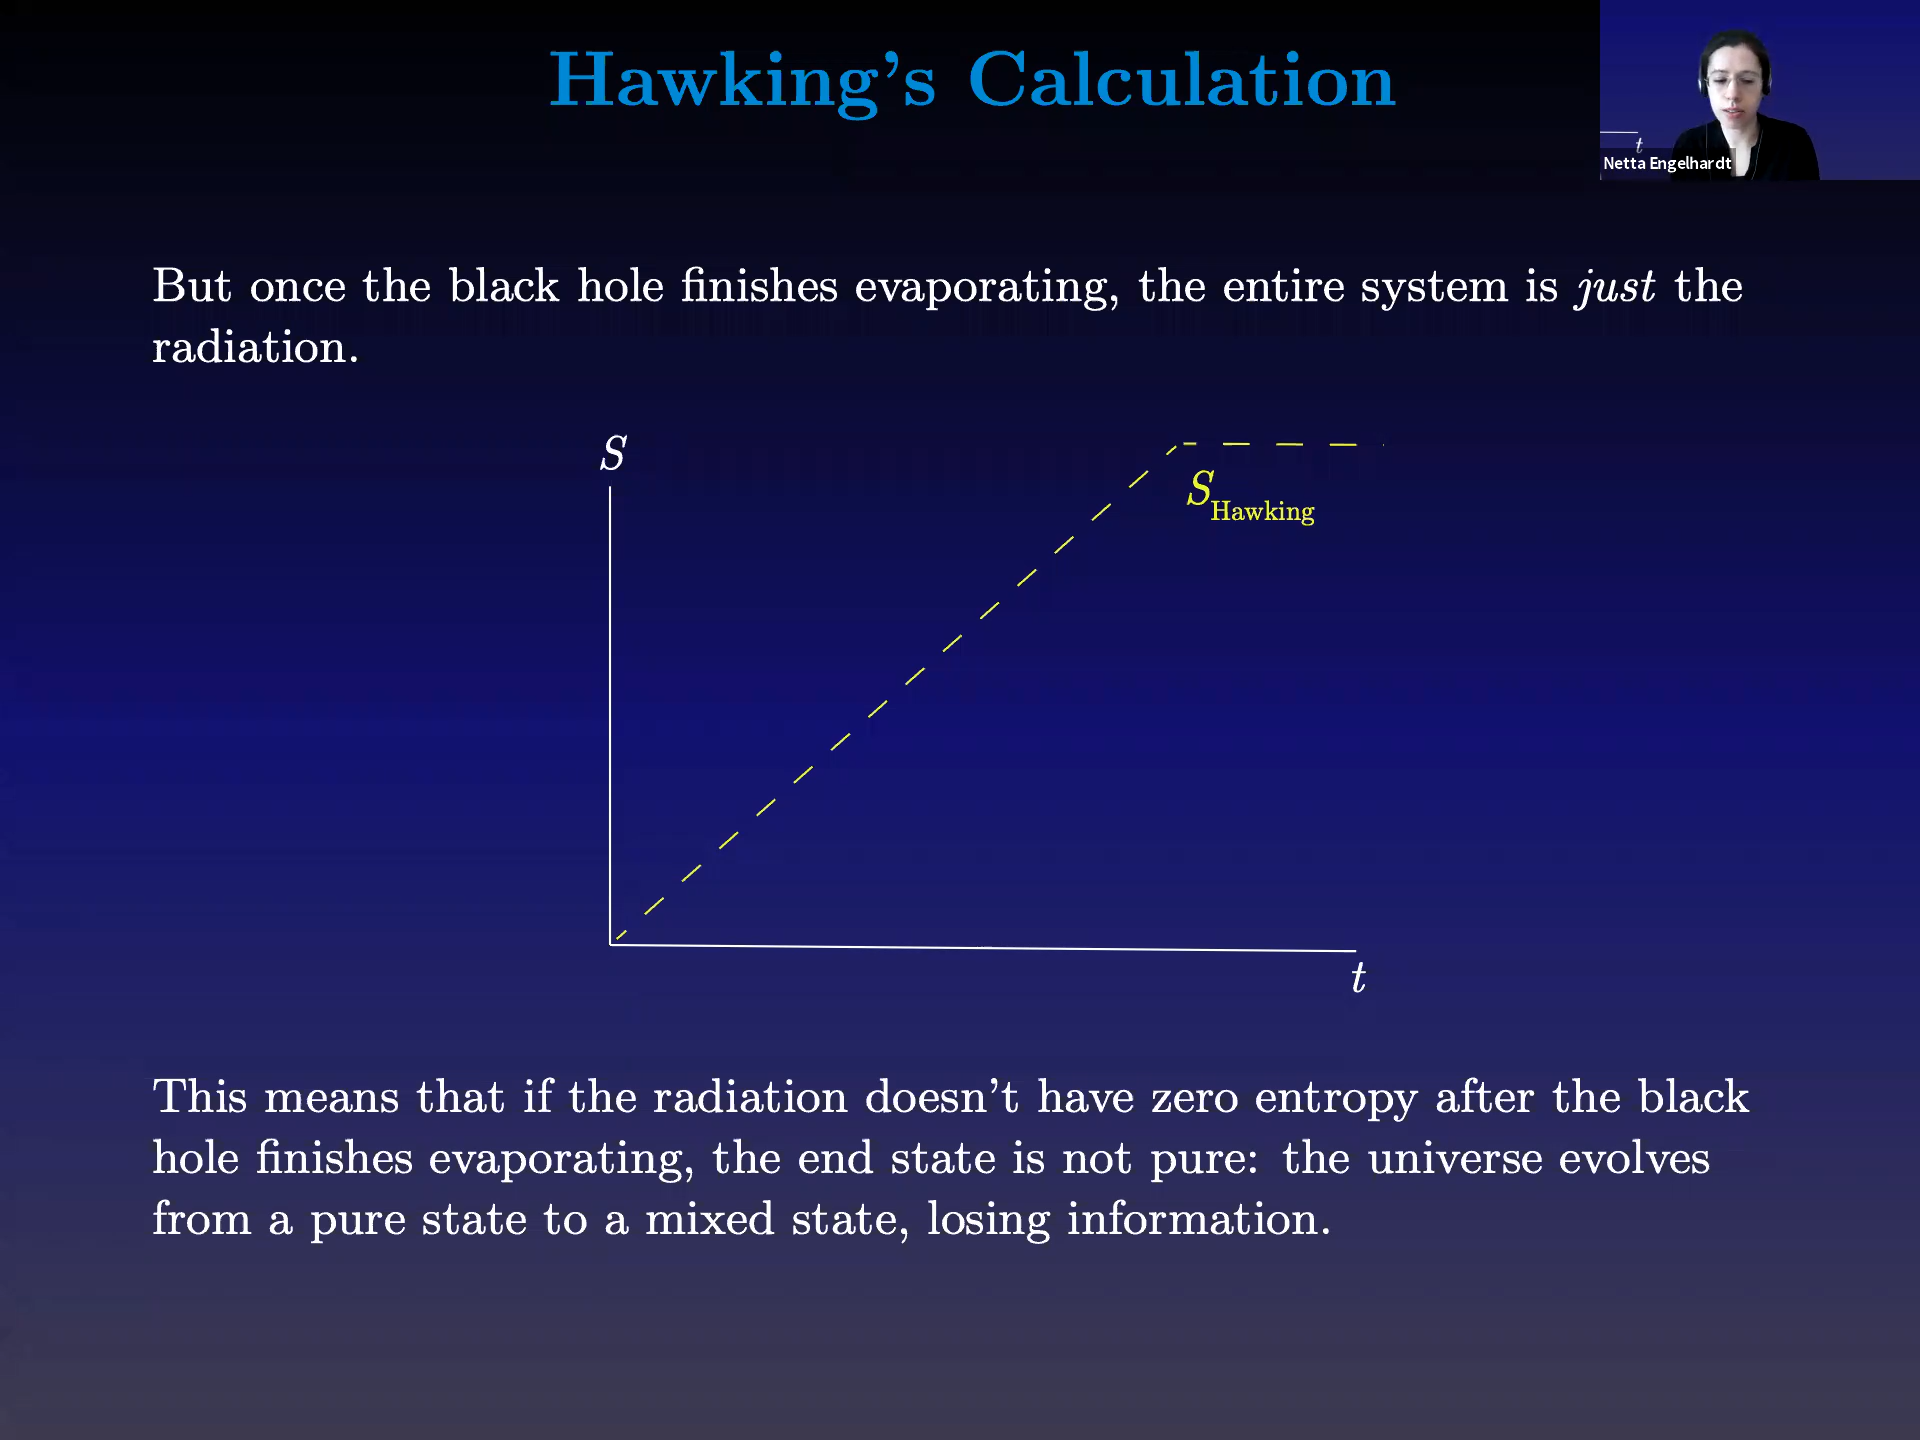 Hawking's Calculation
t
Netta Engelhardt
But once the black hole finishes evaporating, the entire system is just the
radiation.
S
S_Hawking
t
This means that if the radiation doesn't have zero entropy after the black
hole finishes evaporating, the end state is not pure: the universe evolves
from a pure state to a mixed state, losing information.